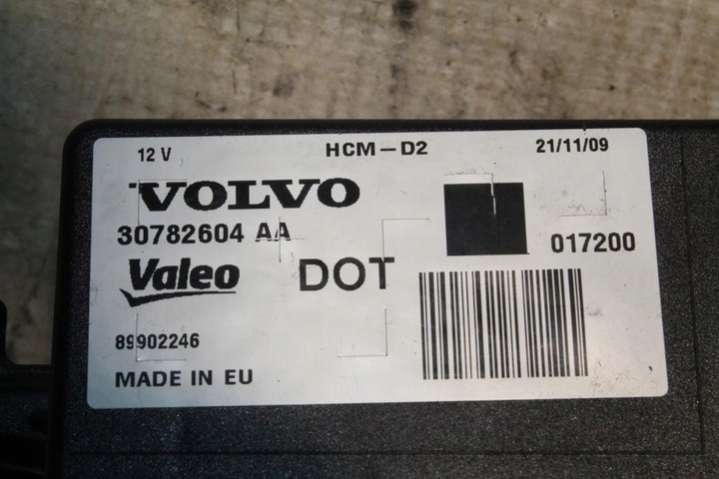 12 V HCM-D2 21/11/09
VOLVO
30782604 AA
017200
Valeo DOT
89902246
MADE IN EU